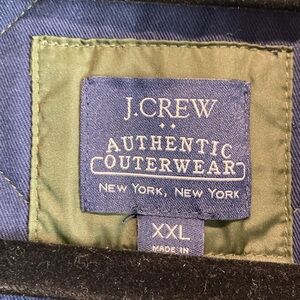 J.CREW
AUTHENTIC
OUTERWEAR
NEW YORK, NEW YORK
XXL
MADE IN